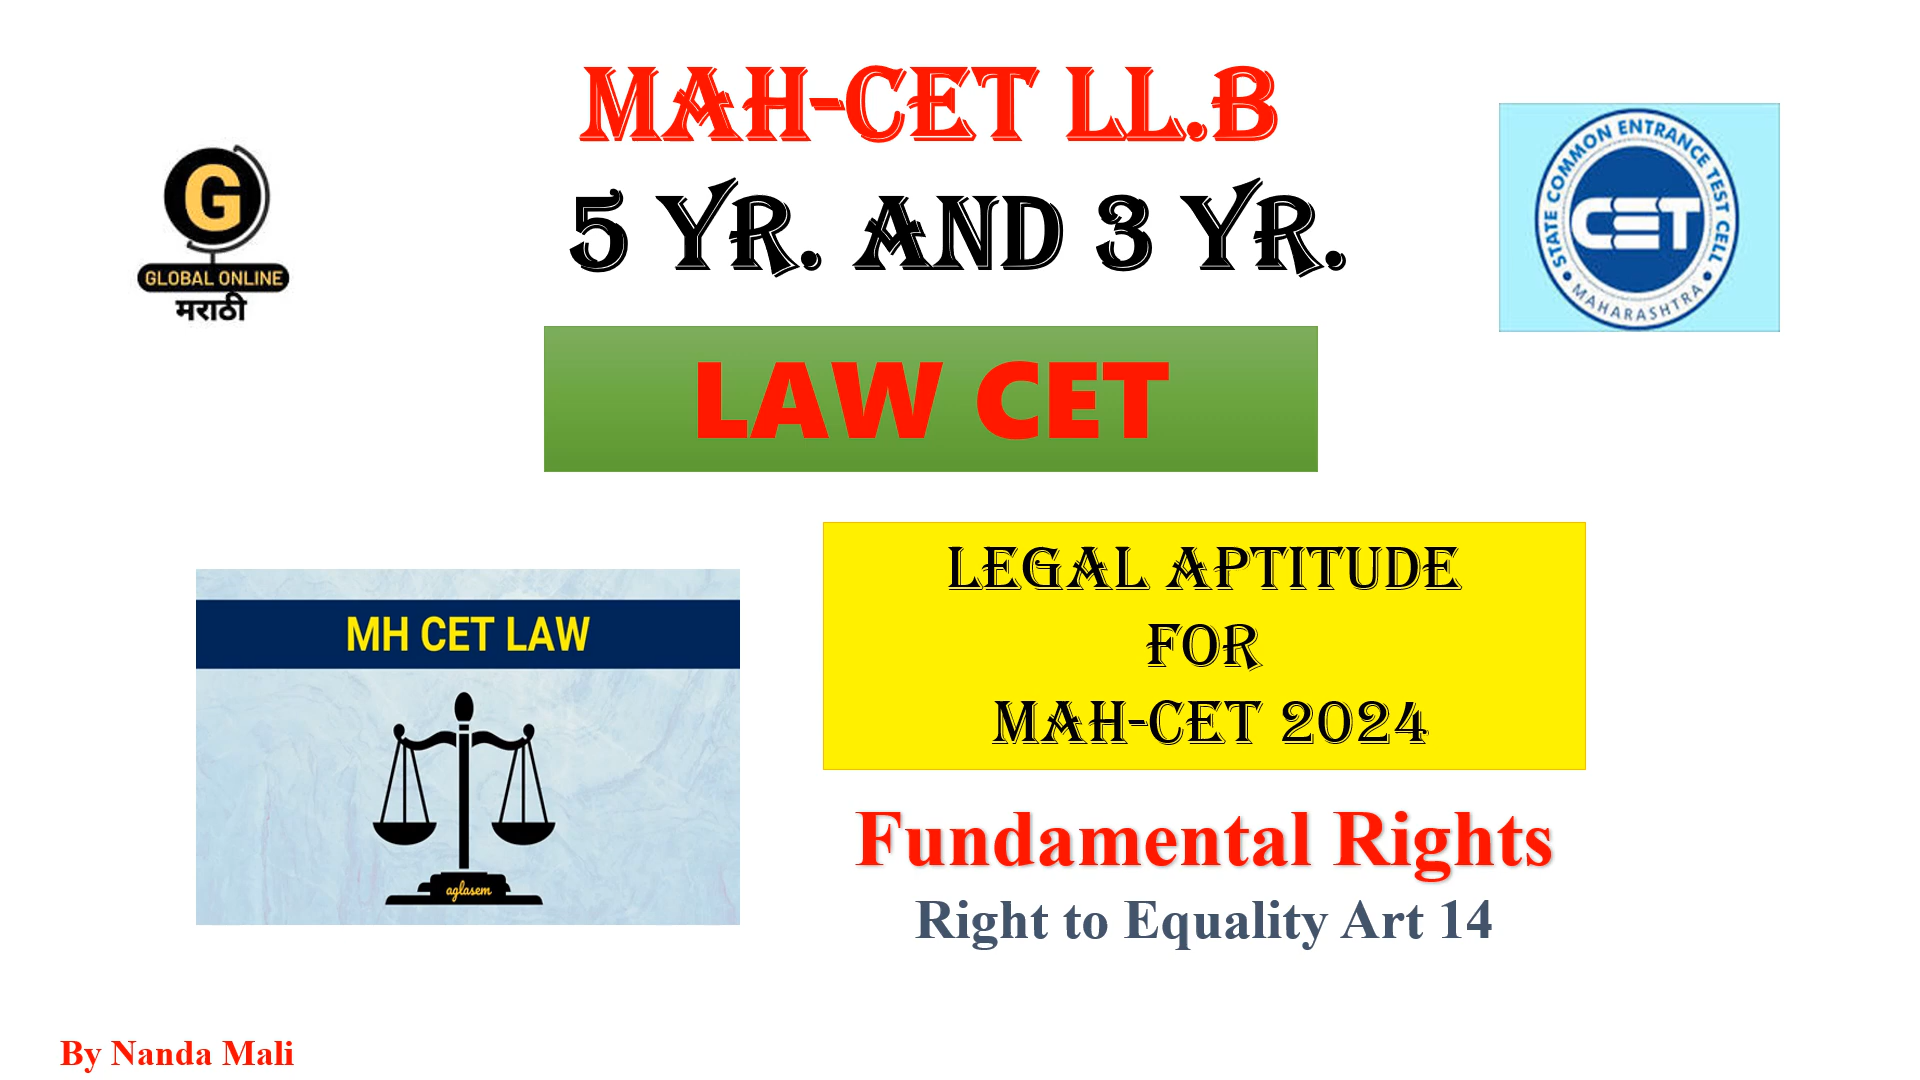 MAH-CET LL.B
5 YR. AND 3 YR.
G
GLOBAL ONLINE
मराठी
STATE COMMON ENTRANCE TEST CELL
CET
MAHARASHTRA
LAW CET
MH CET LAW
aglasem
LEGAL APTITUDE
FOR
MAH-CET 2024
Fundamental Rights
Right to Equality Art 14
By Nanda Mali